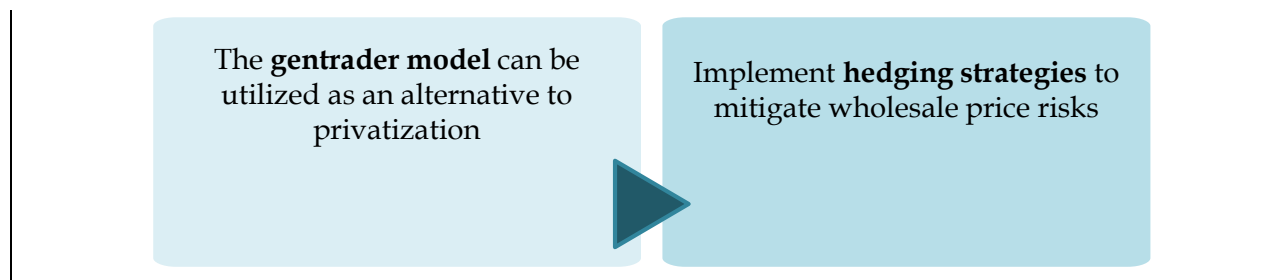 The gentrader model can be
utilized as an alternative to
privatization
Implement hedging strategies to
mitigate wholesale price risks